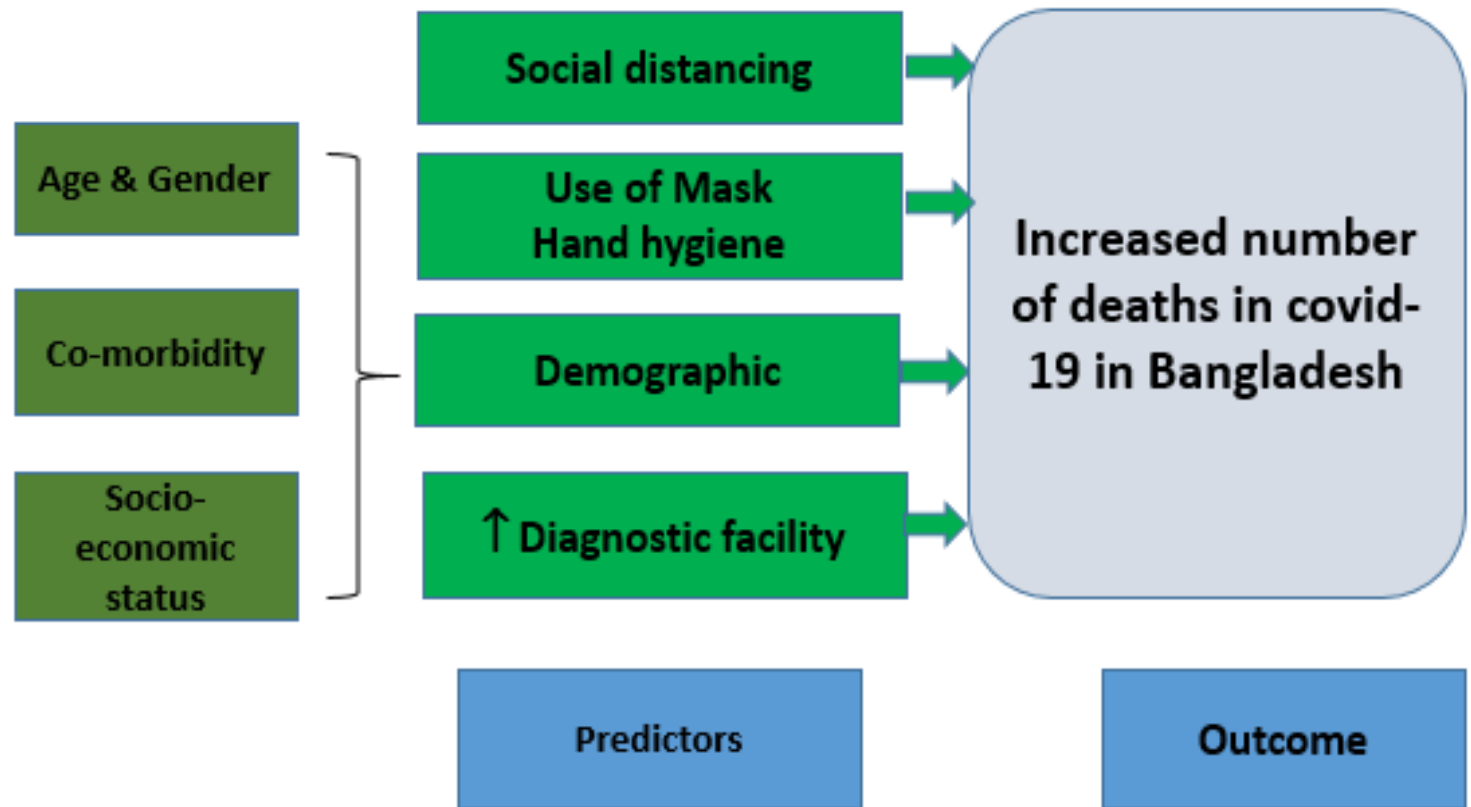 Social distancing
Age & Gender
Use of Mask
Hand hygiene
Increased number
of deaths in covid-
19 in Bangladesh
Co-morbidity
Demographic
Socio-
economic
status
↑ Diagnostic facility
Predictors
Outcome